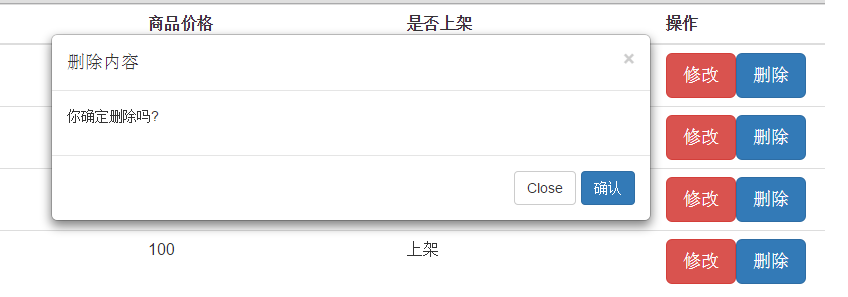 商品价格 是否上架 操作
删除内容 ×
修改 删除
你确定删除吗?
修改 删除
Close 确认
修改 删除
100 上架 修改 删除